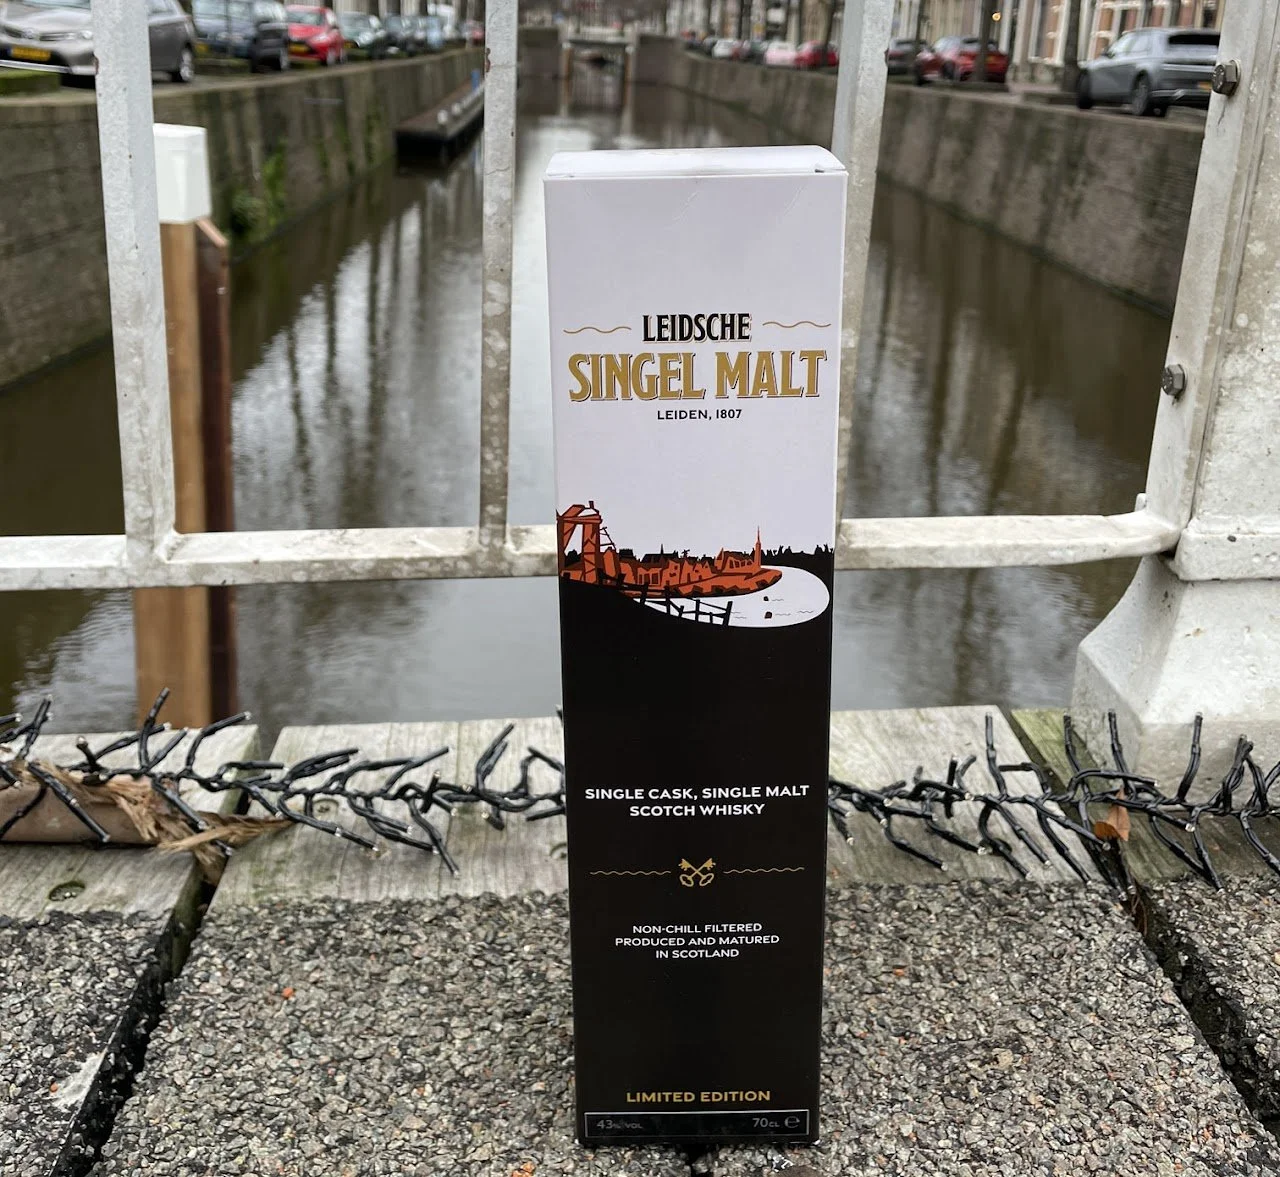 LEIDSCHE
SINGEL MALT
LEIDEN, 1807
SINGLE CASK, SINGLE MALT
SCOTCH WHISKY
NON-CHILL FILTERED
PRODUCED AND MATURED
IN SCOTLAND
LIMITED EDITION
43% VOL 70CL ℮